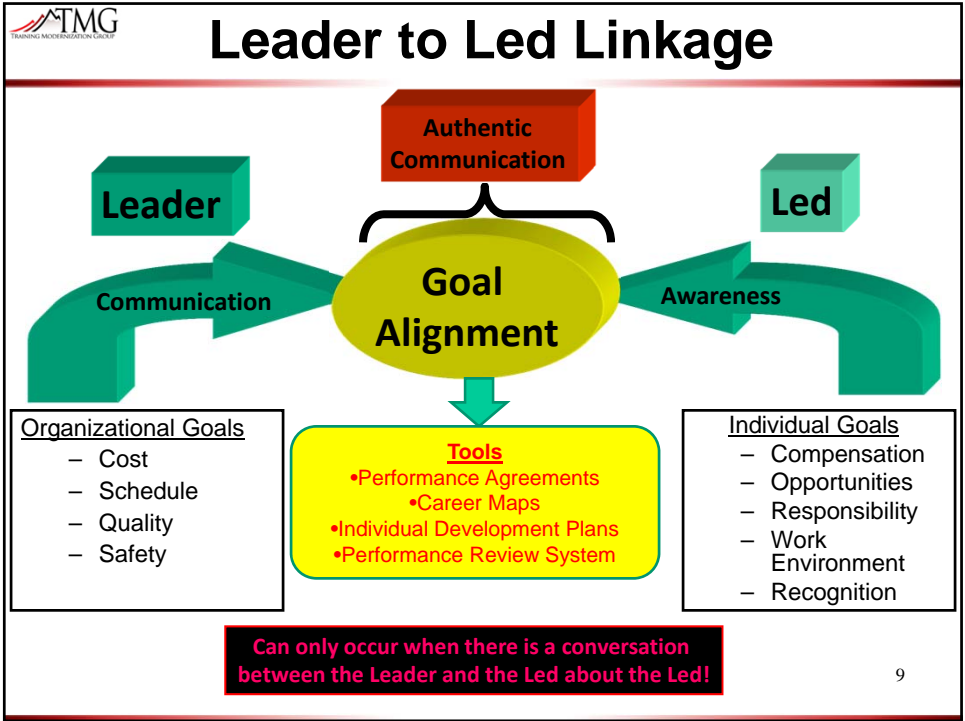 TMG
TRAINING MODERNIZATION GROUP
Leader to Led Linkage
Authentic
Communication
Leader
Led
Goal
Alignment
Communication
Awareness
Organizational Goals
– Cost
– Schedule
– Quality
– Safety
Tools
•Performance Agreements
•Career Maps
•Individual Development Plans
•Performance Review System
Individual Goals
– Compensation
– Opportunities
– Responsibility
– Work
Environment
– Recognition
Can only occur when there is a conversation
between the Leader and the Led about the Led!
9